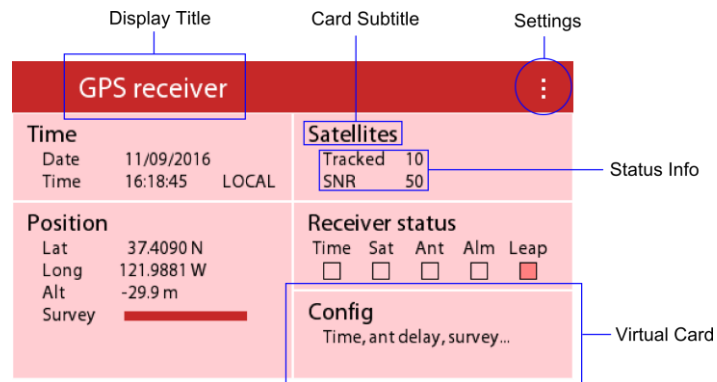 Display Title Card Subtitle Settings
GPS receiver
Time
Date 11/09/2016
Time 16:18:45 LOCAL
Satellites
Tracked 10
SNR 50
Status Info
Position
Lat 37.4090 N
Long 121.9881 W
Alt -29.9 m
Survey
Receiver status
Time Sat Ant Alm Leap
Config
Time, ant delay, survey...
Virtual Card